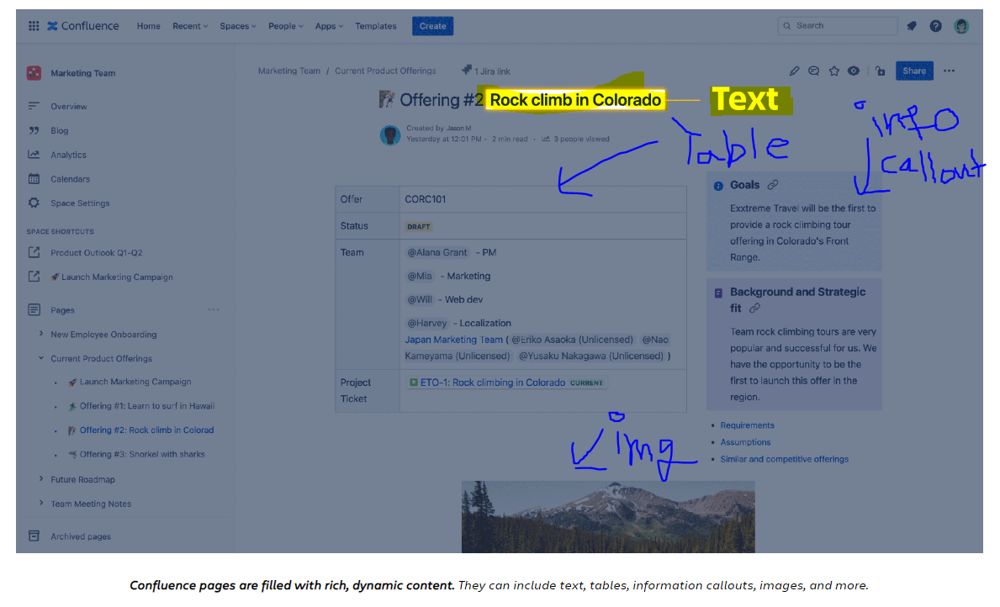 Confluence Home Recent Spaces People Apps Templates Create Search
Marketing Team
Overview
Blog
Analytics
Calendars
Space Settings
SPACE SHORTCUTS
Product Outlook Q1-Q2
Launch Marketing Campaign
Pages
New Employee Onboarding
Current Product Offerings
Launch Marketing Campaign
Offering #1: Learn to surf in Hawaii
Offering #2: Rock climb in Colorad
Offering #3: Snorkel with sharks
Future Roadmap
Team Meeting Notes
Archived pages
Marketing Team / Current Product Offerings 1 Jira link
Share
Offering #2 Rock climb in Colorado Text
Created by Jason M
Yesterday at 12:01 PM · 2 min read · 3 people viewed
Table
info
callout
Offer CORC101
Status DRAFT
Team @Alana Grant - PM
@Mia - Marketing
@Will - Web dev
@Harvey - Localization
Japan Marketing Team ( @Eriko Asaoka (Unlicensed) @Nao
Kameyama (Unlicensed) @Yusaku Nakagawa (Unlicensed) )
Project
Ticket
ETO-1: Rock climbing in Colorado CURRENT
Goals
Exxtreme Travel will be the first to
provide a rock climbing tour
offering in Colorado's Front
Range.
Background and Strategic
fit
Team rock climbing tours are very
popular and successful for us. We
have the opportunity to be the
first to launch this offer in the
region.
Requirements
Assumptions
Similar and competitive offerings
img
Confluence pages are filled with rich, dynamic content. They can include text, tables, information callouts, images, and more.